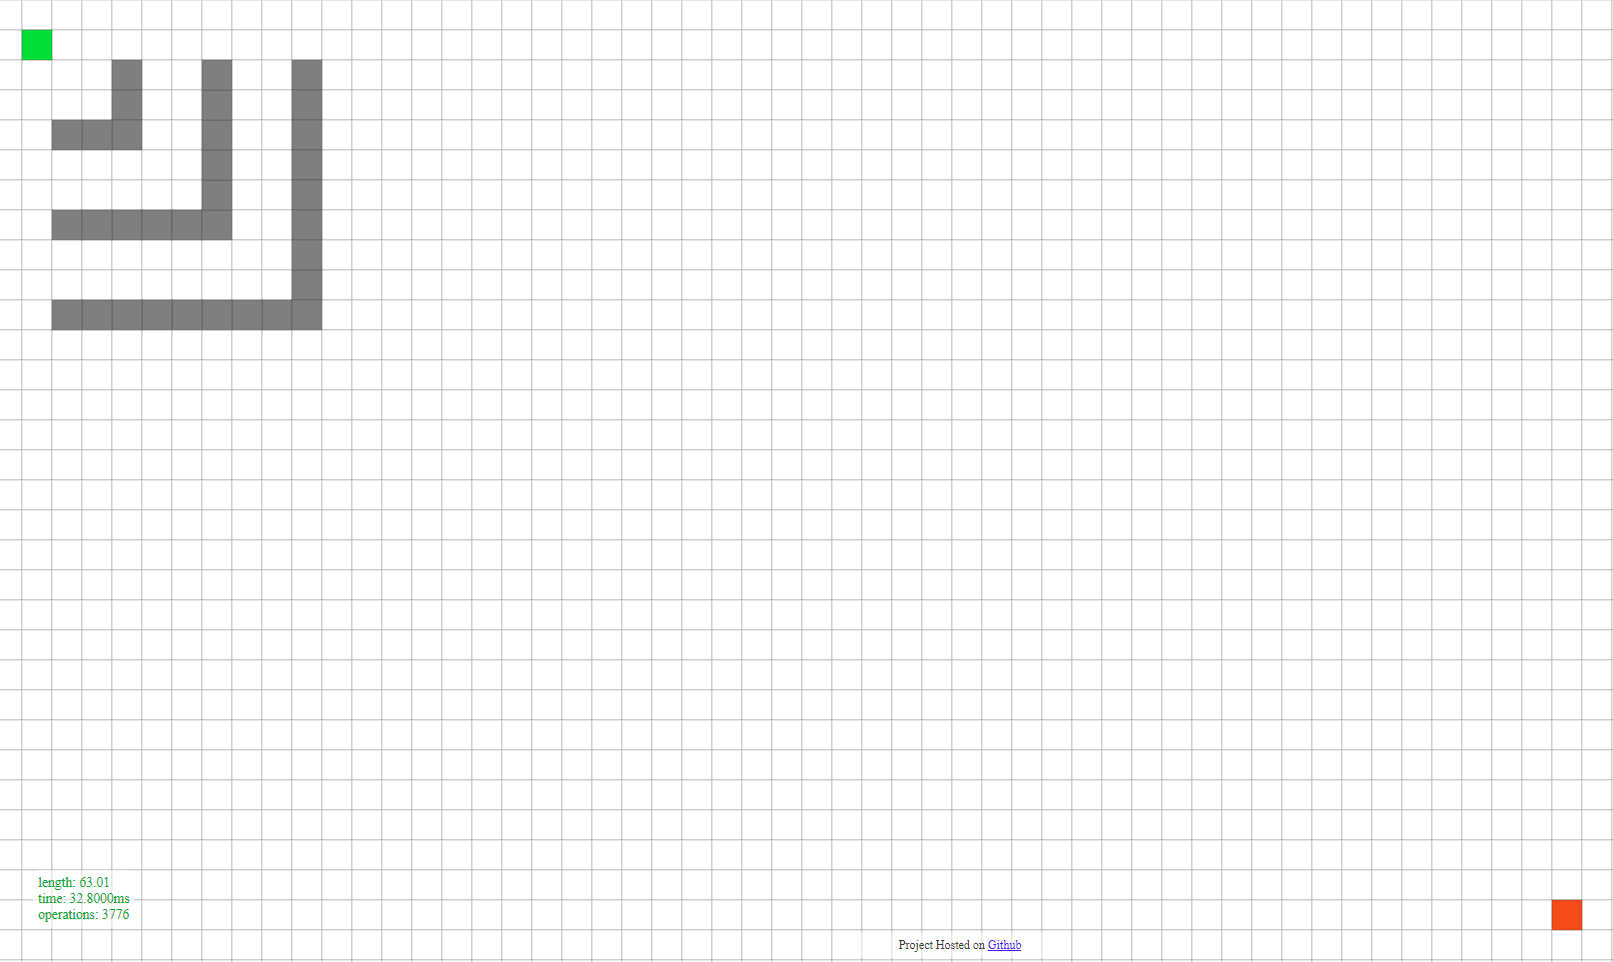 length: 63.01
time: 32.8000ms
operations: 3776
Project Hosted on Github